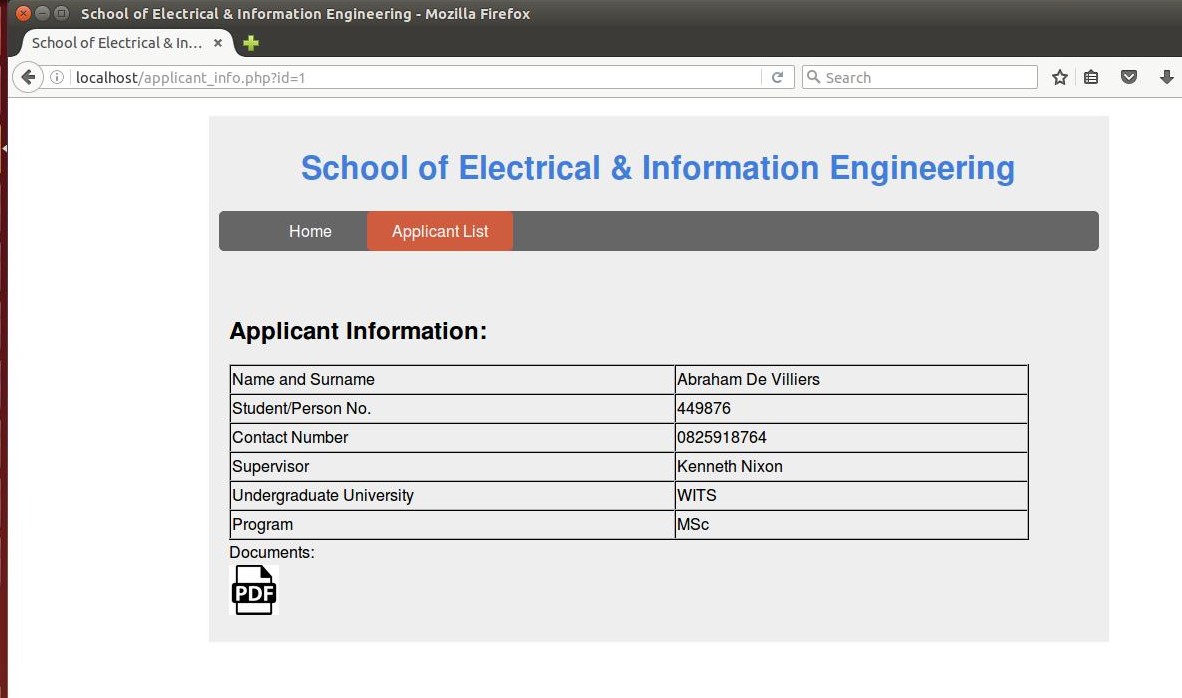 School of Electrical & Information Engineering - Mozilla Firefox
School of Electrical & In...
localhost/applicant_info.php?id=1
Search
School of Electrical & Information Engineering
Home Applicant List
Applicant Information:
Name and Surname Abraham De Villiers
Student/Person No. 449876
Contact Number 0825918764
Supervisor Kenneth Nixon
Undergraduate University WITS
Program MSc
Documents:
PDF